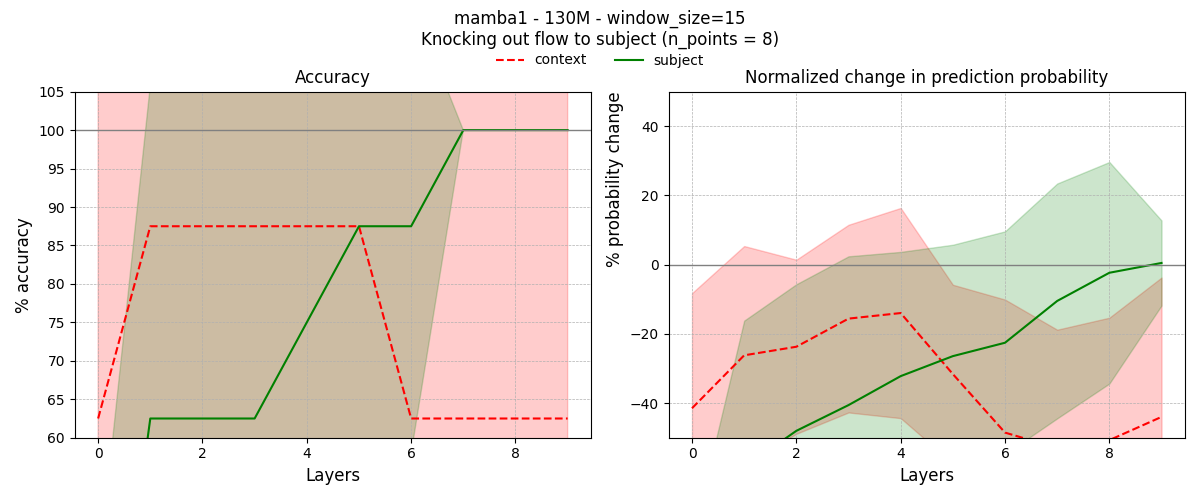 mamba1 - 130M - window_size=15
Knocking out flow to subject (n_points = 8)
context
subject
Accuracy
Normalized change in prediction probability
105
100
95
90
85
80
75
70
65
60
% accuracy
0 2 4 6 8
Layers
40
20
0
−20
−40
% probability change
0 2 4 6 8
Layers